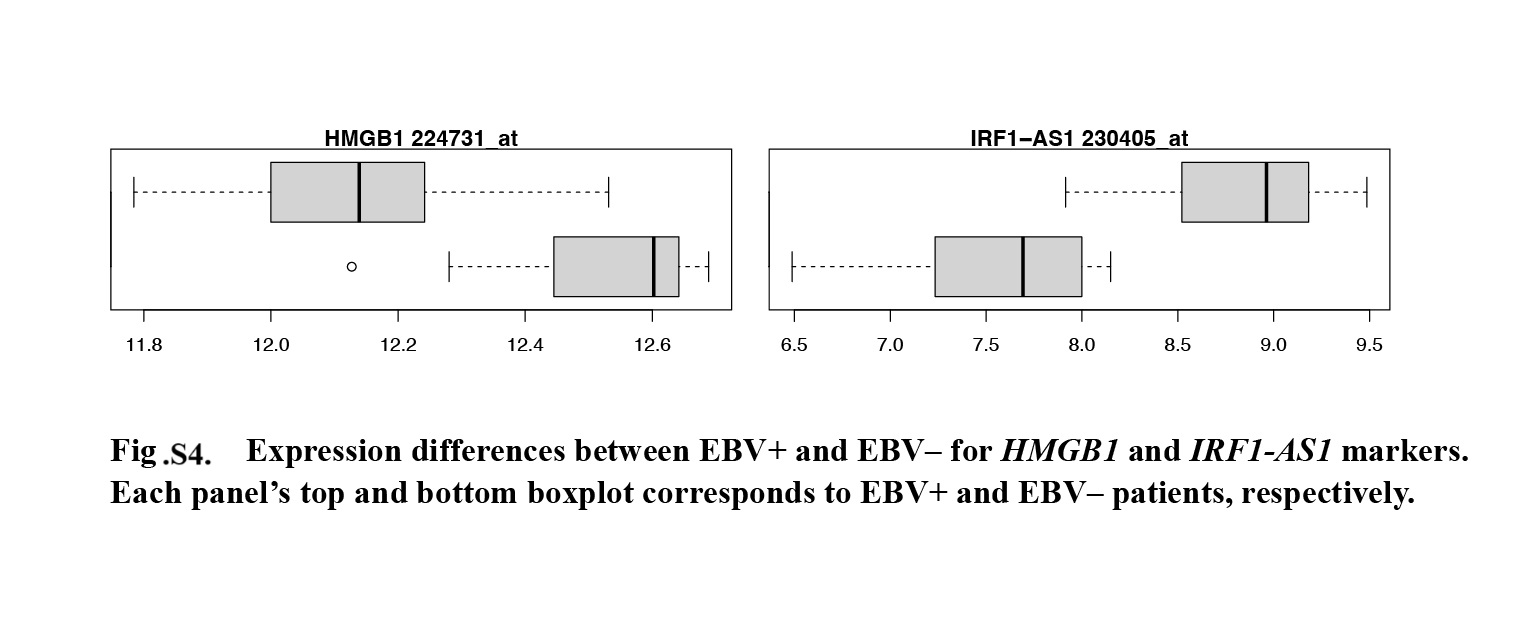 HMGB1 224731_at
IRF1−AS1 230405_at
11.8 12.0 12.2 12.4 12.6
6.5 7.0 7.5 8.0 8.5 9.0 9.5
Fig.S4. Expression differences between EBV+ and EBV– for HMGB1 and IRF1-AS1 markers.
Each panel’s top and bottom boxplot corresponds to EBV+ and EBV– patients, respectively.